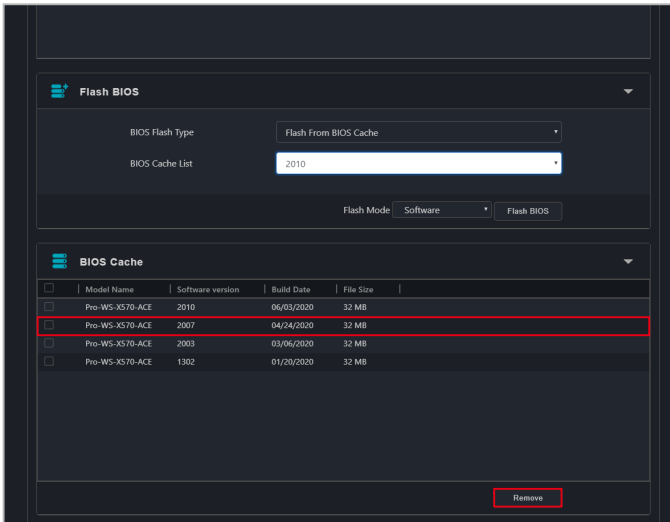 Flash BIOS
BIOS Flash Type Flash From BIOS Cache
BIOS Cache List 2010
Flash Mode Software Flash BIOS
BIOS Cache
Model Name Software version Build Date File Size
Pro-WS-X570-ACE 2010 06/03/2020 32 MB
Pro-WS-X570-ACE 2007 04/24/2020 32 MB
Pro-WS-X570-ACE 2003 03/06/2020 32 MB
Pro-WS-X570-ACE 1302 01/20/2020 32 MB
Remove